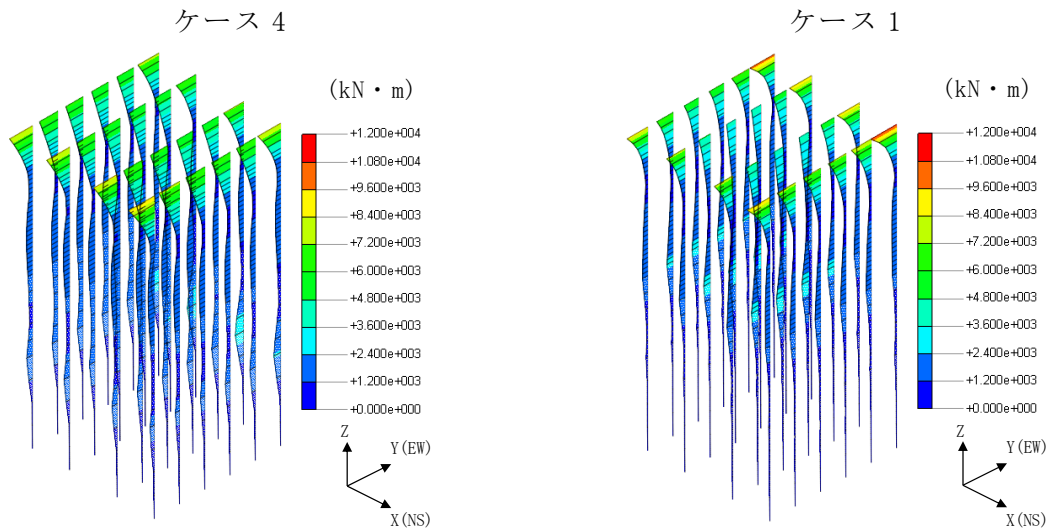 ケース 4
(kN・m)
+1.200e+004
+1.080e+004
+9.600e+003
+8.400e+003
+7.200e+003
+6.000e+003
+4.800e+003
+3.600e+003
+2.400e+003
+1.200e+003
+0.000e+000
Z
Y(EW)
X(NS)
ケース 1
(kN・m)
+1.200e+004
+1.080e+004
+9.600e+003
+8.400e+003
+7.200e+003
+6.000e+003
+4.800e+003
+3.600e+003
+2.400e+003
+1.200e+003
+0.000e+000
Z
Y(EW)
X(NS)